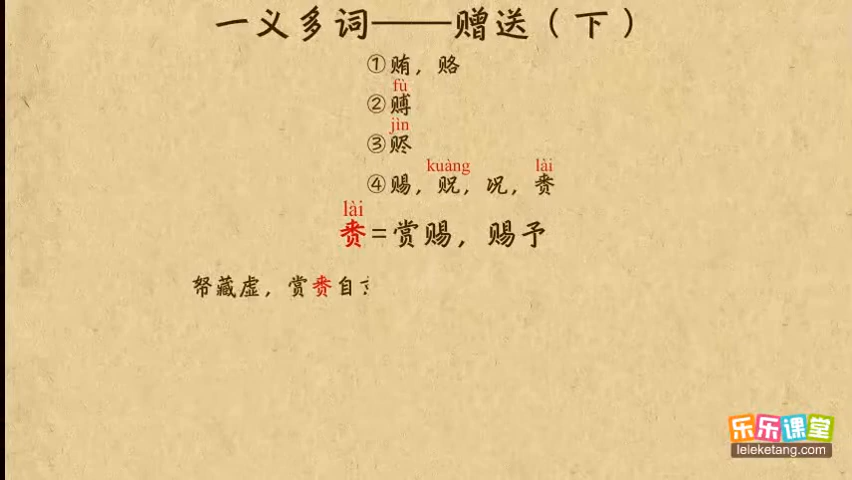 一义多词——赠送（下）
①贿，赂
fù
②赙
jìn
③赆
kuàng lài
④赐，贶，况，赉
lài
赉=赏赐，赐予
帑藏虚，赏赉自
乐乐课堂
leleketang.com